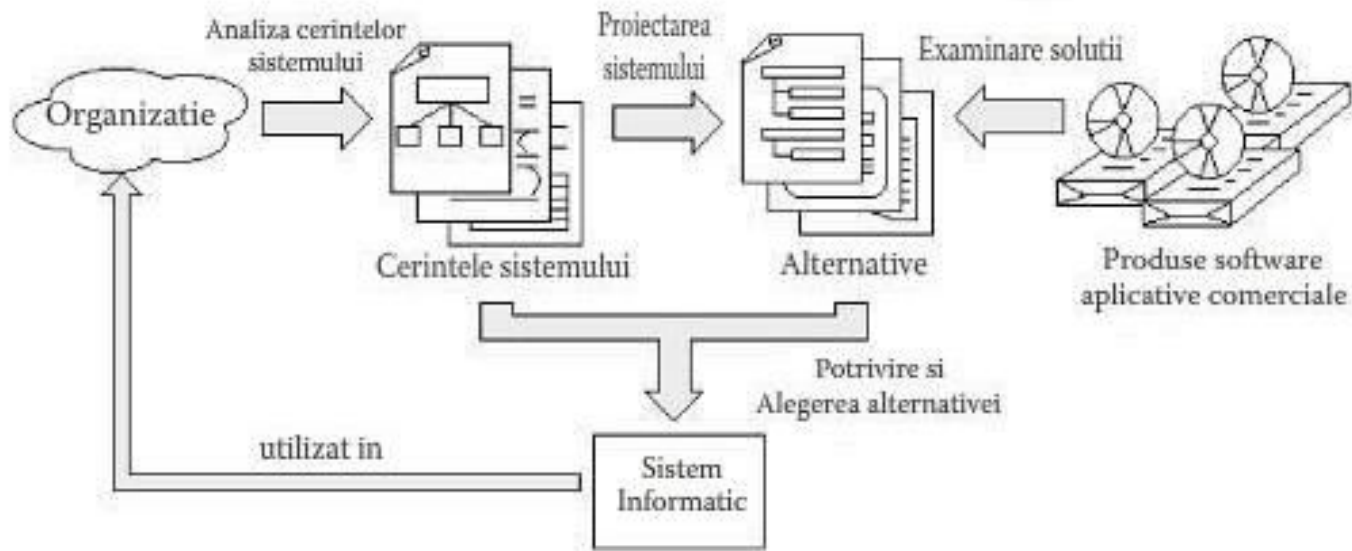 Analiza cerintelor
sistemului
Proiectarea
sistemului
Examinare solutii
Organizatie
Cerintele sistemului
Alternative
Produse software
aplicative comerciale
Potrivire si
Alegerea alternativei
utilizat in
Sistem
Informatic